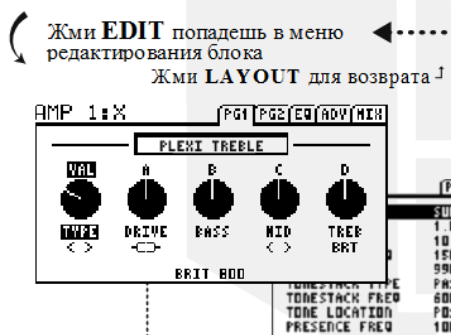 Жми EDIT попадешь в меню
редактирования блока
Жми LAYOUT для возврата
AMP 1:X PG1 PG2 EQ ADV MIX
PLEXI TREBLE
VAL A B C D
TYPE DRIVE BASS MID TREB
< > < > BRT
BRIT 800
TONESTACK TYPE
TONESTACK FREQ
TONE LOCATION
PRESENCE FREQ